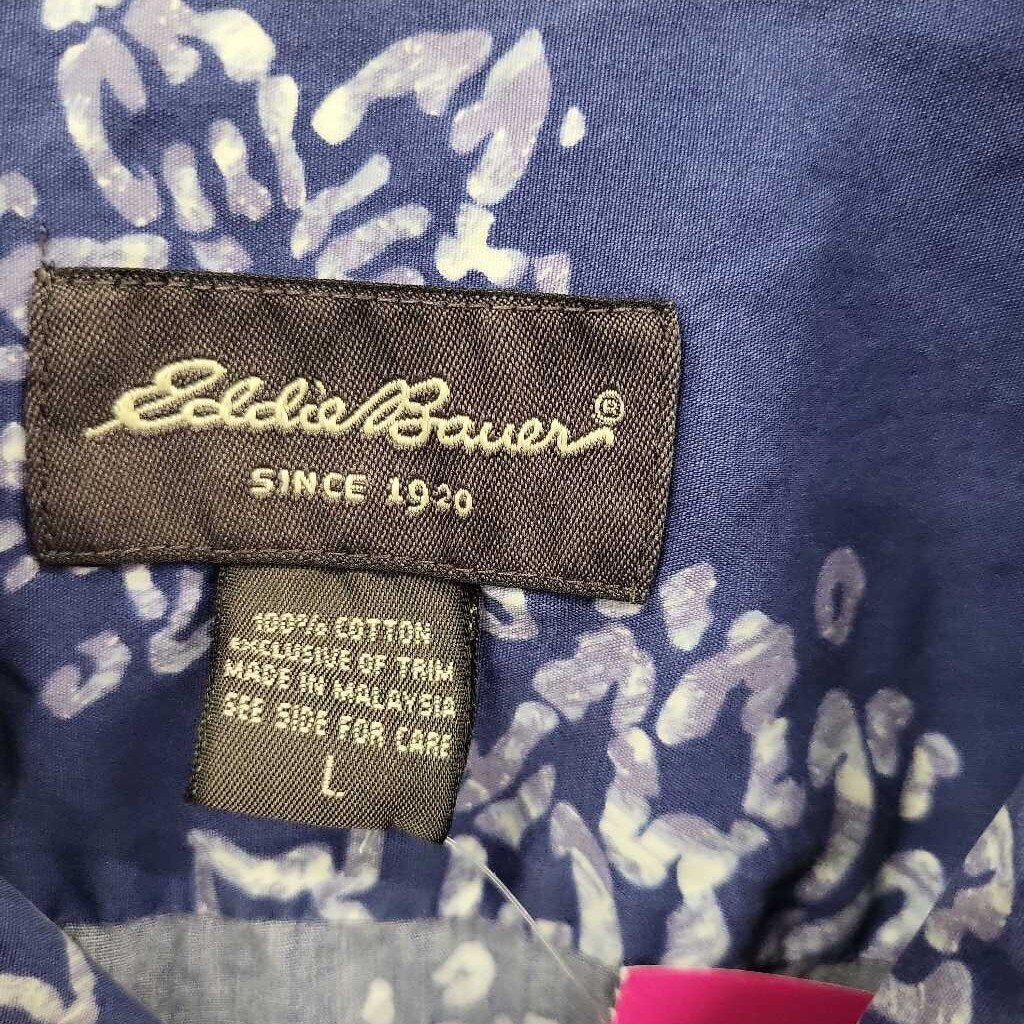 Eddie Bauer®
SINCE 1920
100% COTTON
EXCLUSIVE OF TRIM
MADE IN MALAYSIA
SEE SIDE FOR CARE
L